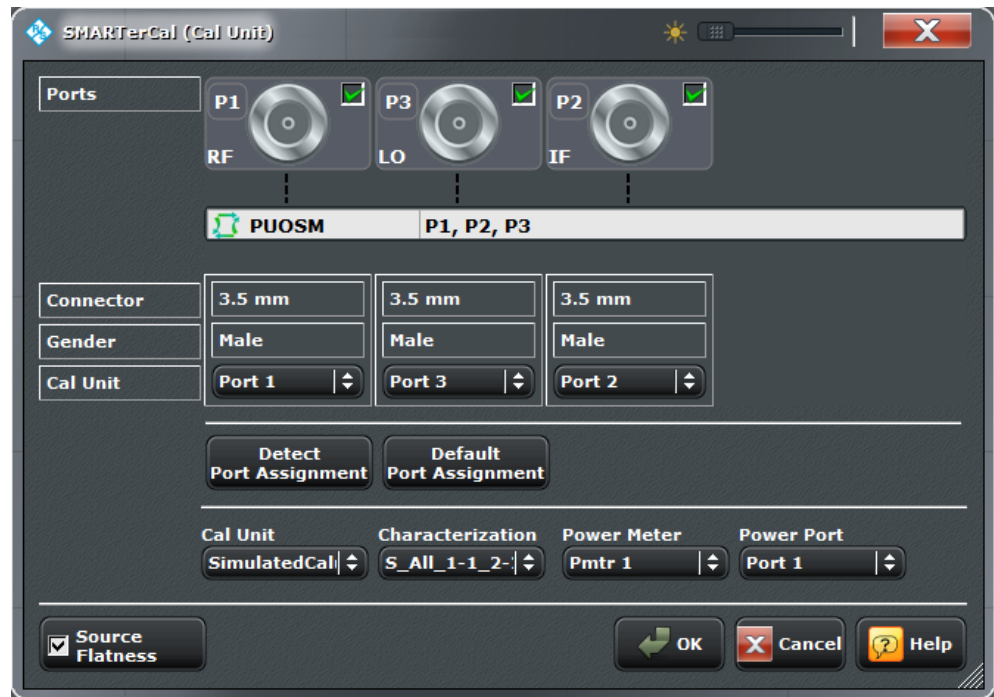 SMARTerCal (Cal Unit)
Ports
P1
P3
P2
RF
LO
IF
PUOSM P1, P2, P3
Connector 3.5 mm 3.5 mm 3.5 mm
Gender Male Male Male
Cal Unit Port 1 Port 3 Port 2
Detect
Port Assignment
Default
Port Assignment
Cal Unit Characterization Power Meter Power Port
SimulatedCal S_All_1-1_2- Pmtr 1 Port 1
Source
Flatness
OK
Cancel
Help